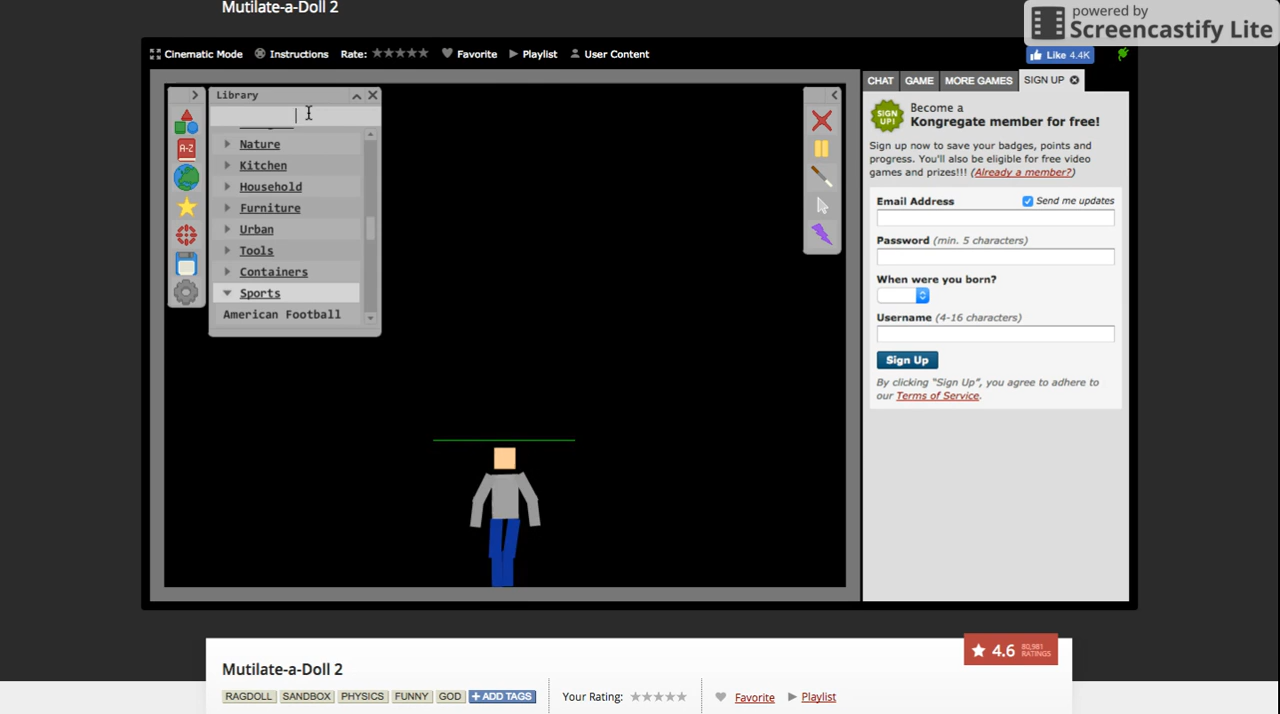 Mutilate-a-Doll 2
powered by
Screencastify Lite
Cinematic Mode Instructions Rate: Favorite Playlist User Content
Like 4.4K
CHAT GAME MORE GAMES SIGN UP
Library
A-Z
Nature
Kitchen
Household
Furniture
Urban
Tools
Containers
Sports
American Football
SIGN UP!
Become a
Kongregate member for free!
Sign up now to save your badges, points and
progress. You'll also be eligible for free video
games and prizes!!! (Already a member?)
Email Address Send me updates
Password (min. 5 characters)
When were you born?
Username (4-16 characters)
Sign Up
By clicking "Sign Up", you agree to adhere to
our Terms of Service.
4.6 80,981 RATINGS
Mutilate-a-Doll 2
RAGDOLL SANDBOX PHYSICS FUNNY GOD + ADD TAGS Your Rating: Favorite Playlist